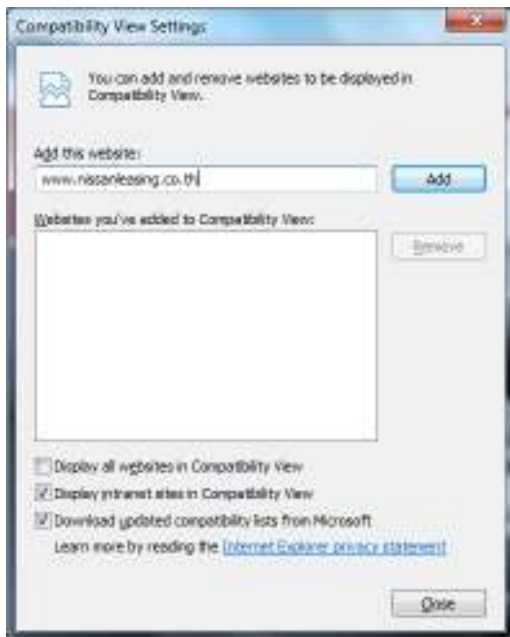 Compatibility View Settings
You can add and remove websites to be displayed in
Compatibility View.
Add this website:
www.nissanleasing.co.th
Add
Websites you've added to Compatibility View:
Remove
Display all websites in Compatibility View
Display intranet sites in Compatibility View
Download updated compatibility lists from Microsoft
Learn more by reading the Internet Explorer privacy statement
Close